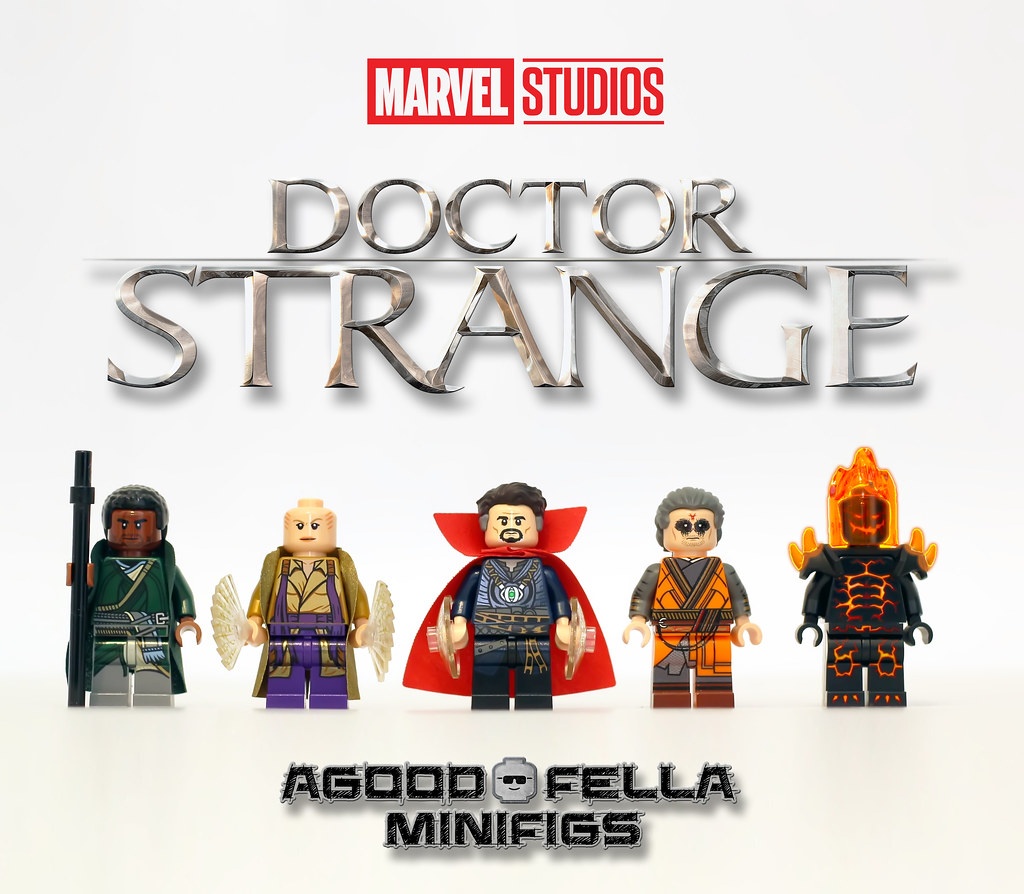 MARVEL STUDIOS
DOCTOR
STRANGE
AGOOD FELLA
MINIFIGS